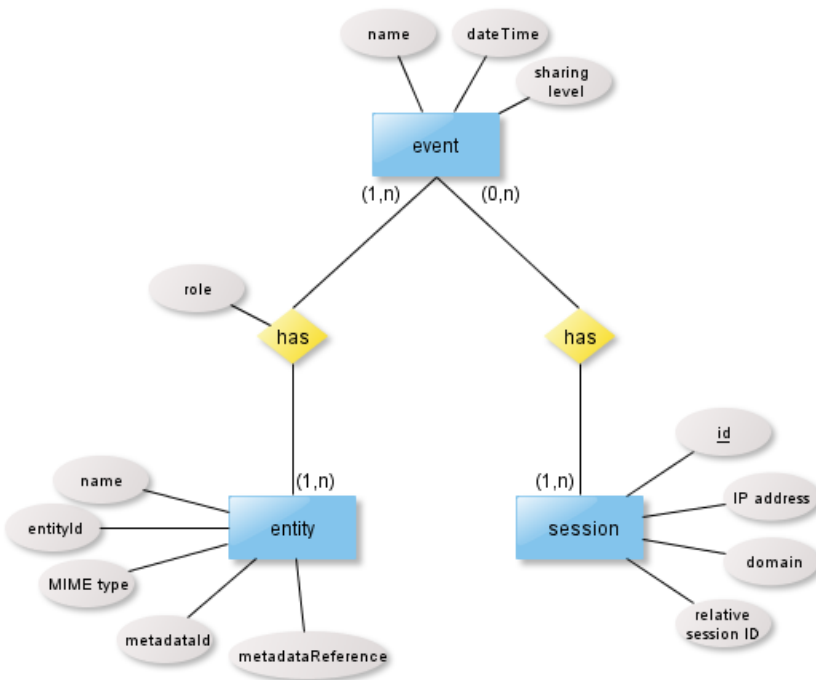 name
dateTime
sharing
level
event
(1,n)
(0,n)
role
has
has
(1,n)
(1,n)
name
entityId
MIME type
metadataId
metadataReference
entity
session
id
IP address
domain
relative
session ID